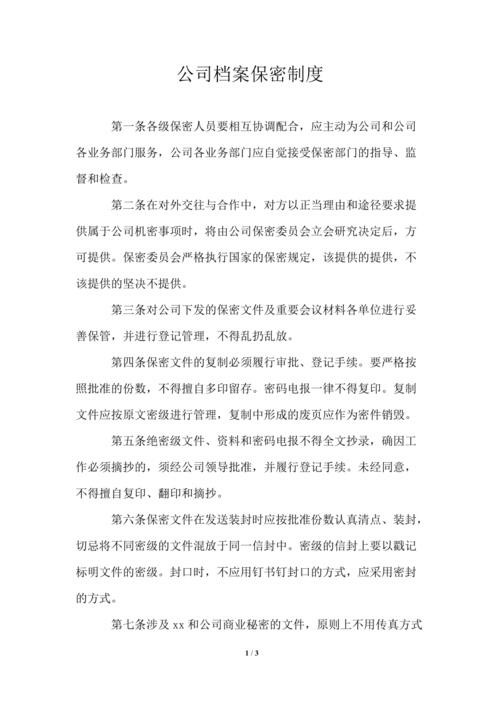 公司档案保密制度
第一条各级保密人员要相互协调配合，应主动为公司和公司
各业务部门服务，公司各业务部门应自觉接受保密部门的指导、监
督和检查。
第二条在对外交往与合作中，对方以正当理由和途径要求提
供属于公司机密事项时，将由公司保密委员会立会研究决定后，方
可提供。保密委员会严格执行国家的保密规定，该提供的提供，不
该提供的坚决不提供。
第三条对公司下发的保密文件及重要会议材料各单位进行妥
善保管，并进行登记管理，不得乱扔乱放。
第四条保密文件的复制必须履行审批、登记手续。要严格按
照批准的份数，不得擅自多印留存。密码电报一律不得复印。复制
文件应按原文密级进行管理，复制中形成的废页应作为密件销毁。
第五条绝密级文件、资料和密码电报不得全文抄录，确因工
作必须摘抄的，须经公司领导批准，并履行登记手续。未经同意，
不得擅自复印、翻印和摘抄。
第六条保密文件在发送装封时应按批准份数认真清点、装封，
切忌将不同密级的文件混放于同一信封中。密级的信封上要以戳记
标明文件的密级。封口时，不应用钉书钉封口的方式，应采用密封
的方式。
第七条涉及 xx 和公司商业秘密的文件，原则上不用传真方式
1 / 3